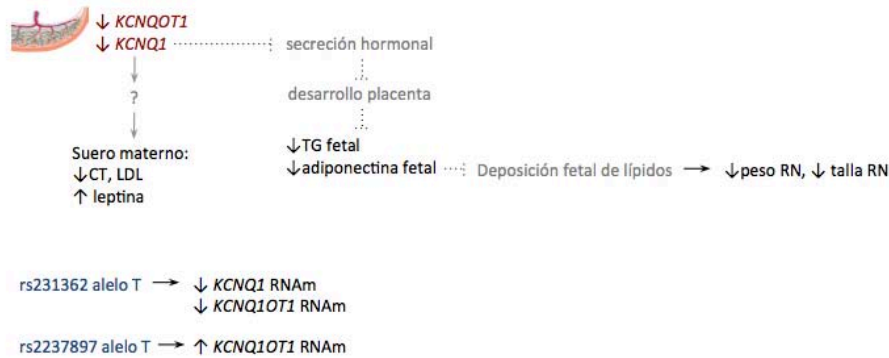 ↓ KCNQOT1
↓ KCNQ1
secreción hormonal
?
desarrollo placenta
Suero materno:
↓CT, LDL
↑ leptina
↓TG fetal
↓adiponectina fetal
Deposición fetal de lípidos → ↓peso RN, ↓ talla RN
rs231362 alelo T → ↓ KCNQ1 RNAm
↓ KCNQ1OT1 RNAm
rs2237897 alelo T → ↑ KCNQ1OT1 RNAm